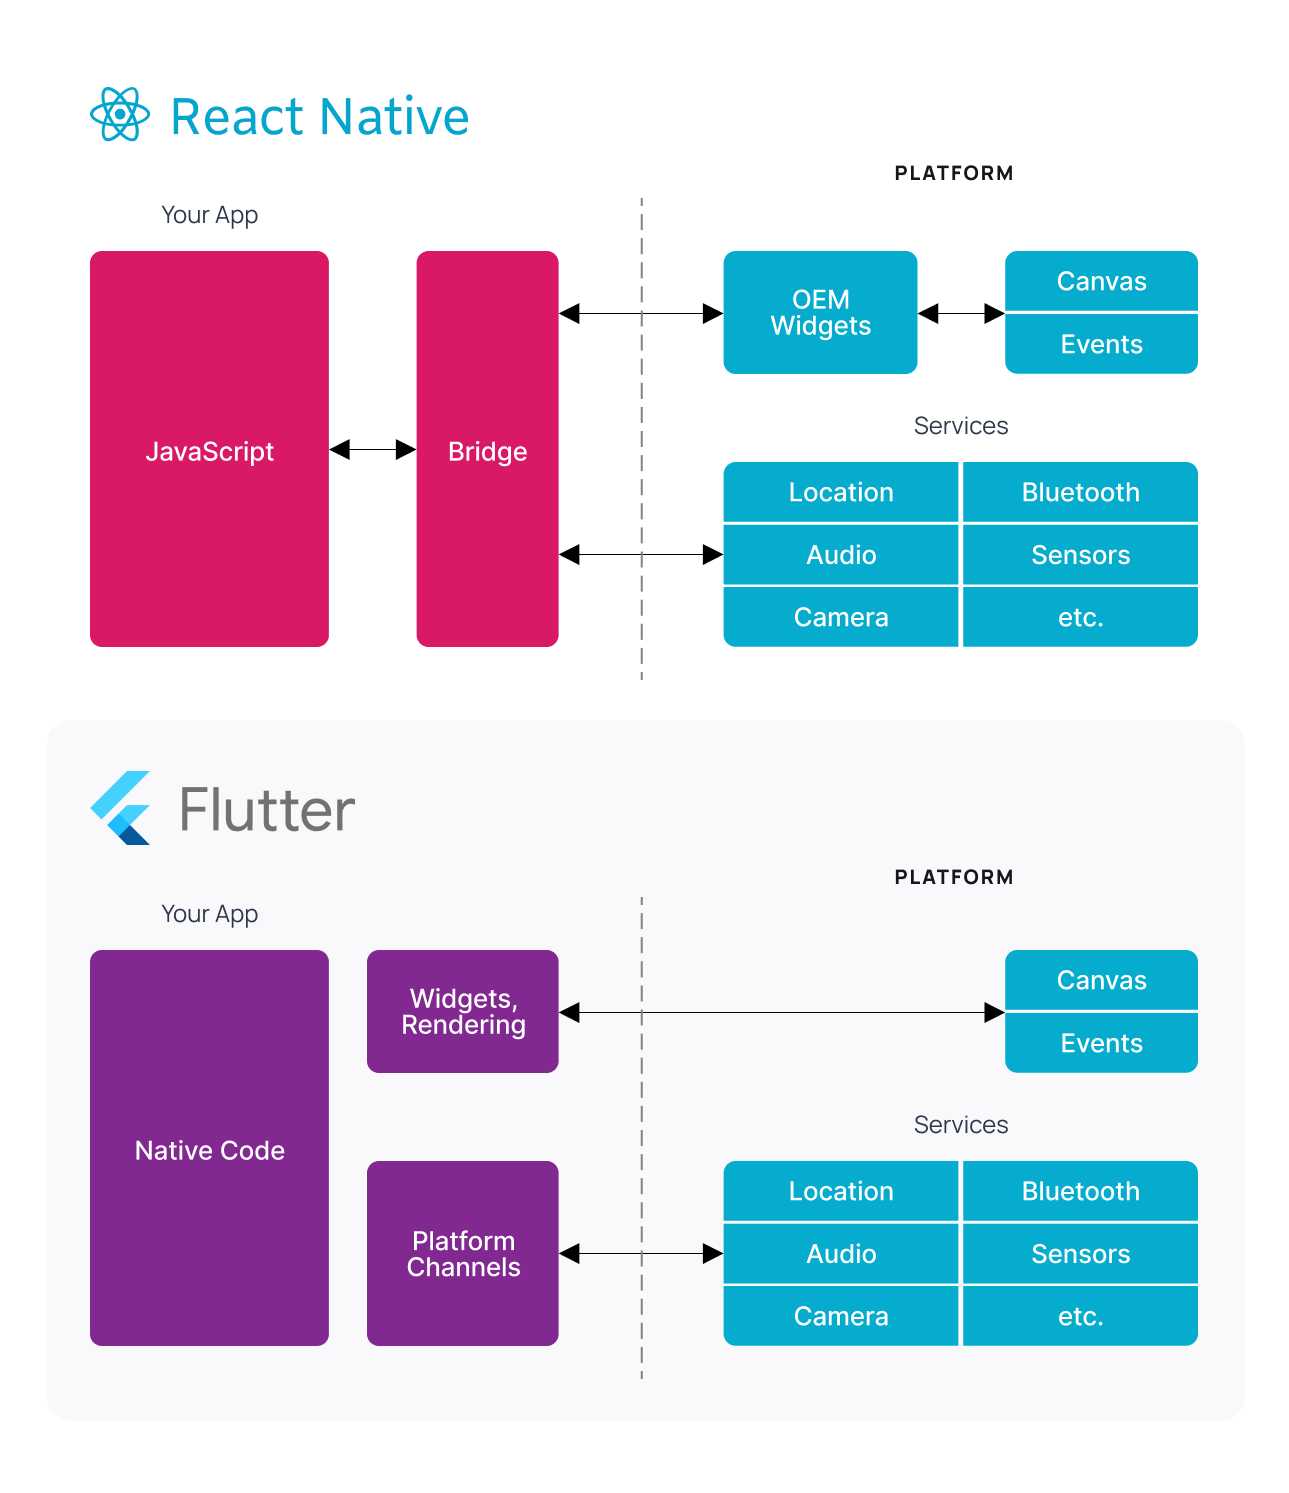 React Native
PLATFORM
Your App
JavaScript
Bridge
OEM
Widgets
Canvas
Events
Services
Location
Bluetooth
Audio
Sensors
Camera
etc.
Flutter
PLATFORM
Your App
Native Code
Widgets,
Rendering
Platform
Channels
Canvas
Events
Services
Location
Bluetooth
Audio
Sensors
Camera
etc.